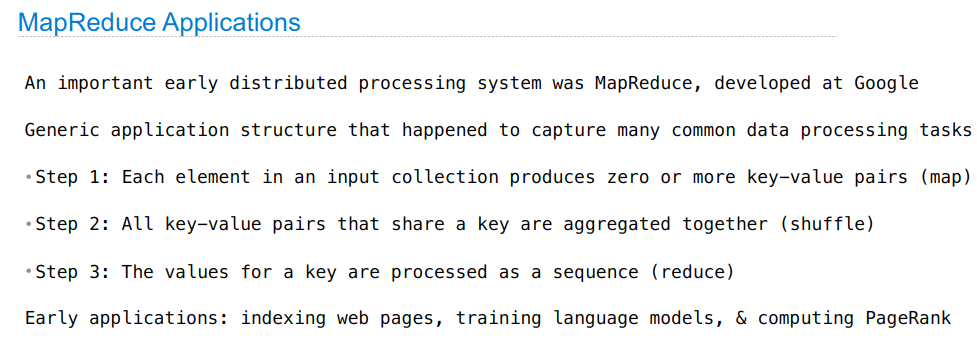 MapReduce Applications
An important early distributed processing system was MapReduce, developed at Google
Generic application structure that happened to capture many common data processing tasks
•Step 1: Each element in an input collection produces zero or more key–value pairs (map)
•Step 2: All key–value pairs that share a key are aggregated together (shuffle)
•Step 3: The values for a key are processed as a sequence (reduce)
Early applications: indexing web pages, training language models, & computing PageRank